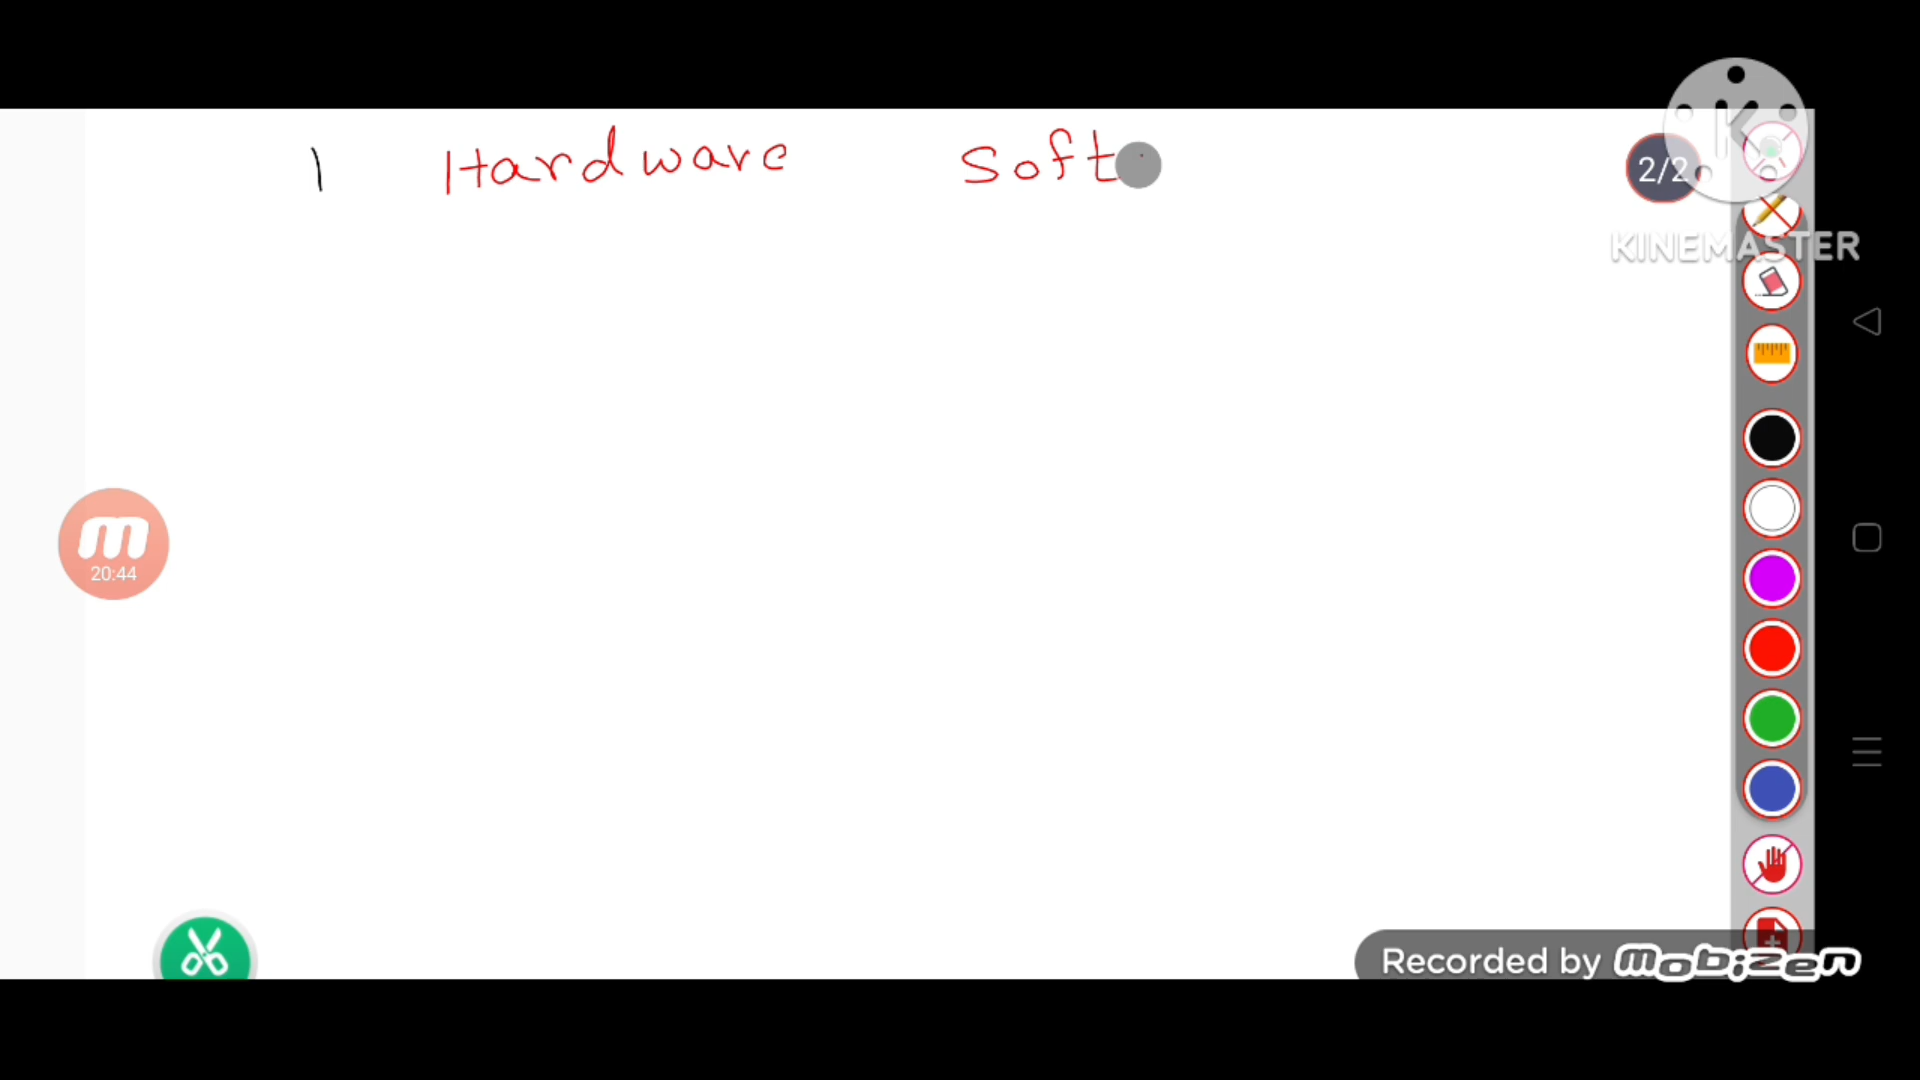 1 Hardware Soft
2/2
KINEMASTER
20:44
Recorded by Mobizen